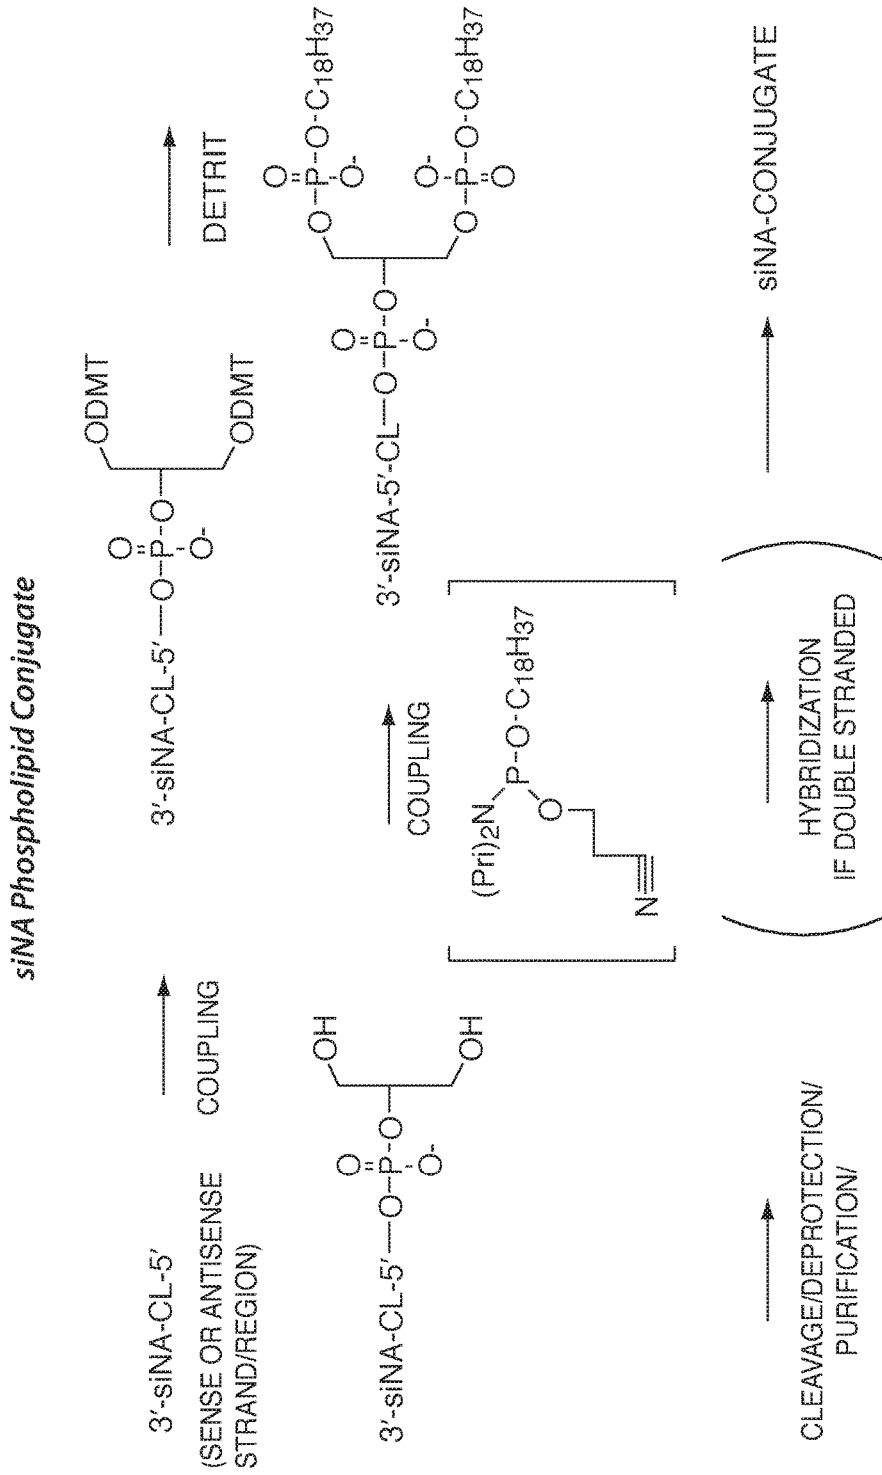 siNA Phospholipid Conjugate
3′-siNA-CL-5′
(SENSE OR ANTISENSE
STRAND/REGION)
COUPLING
3′-siNA-CL-5′—O-P-O
O
O-
ODMT
ODMT
DETRIT
3′-siNA-CL-5′—O-P-O
O
O-
OH
OH
COUPLING
(Pri)2N
P-O-C18H37
O
N
3′-siNA-5′-CL—O-P-O
O
O-
O-P-O-C18H37
O
O-
O-P-O-C18H37
O-
O
CLEAVAGE/DEPROTECTION/
PURIFICATION/
HYBRIDIZATION
IF DOUBLE STRANDED
siNA-CONJUGATE